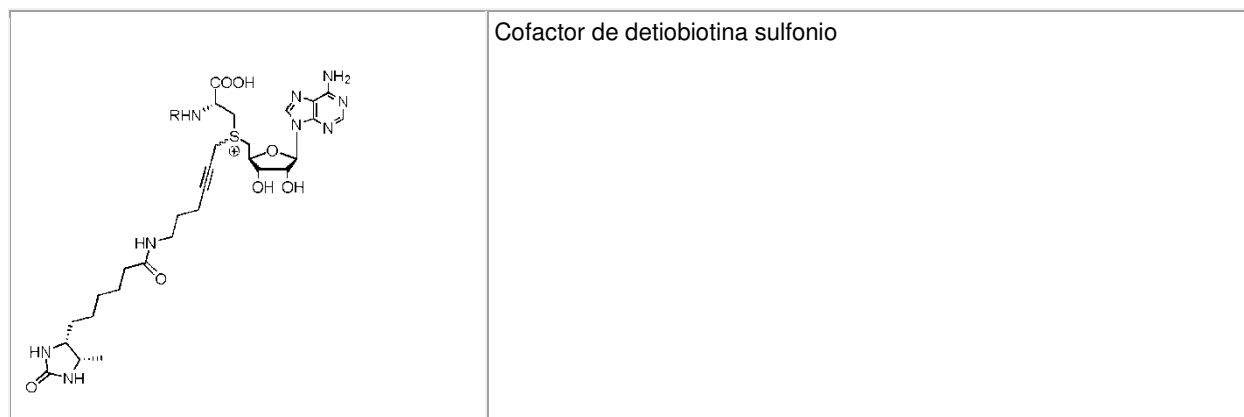 Cofactor de detiobiotina sulfonio
COOH
NH₂
RHN
N
N
N
N
S
⊕
O
OH
OH
HN
O
HN
NH
O